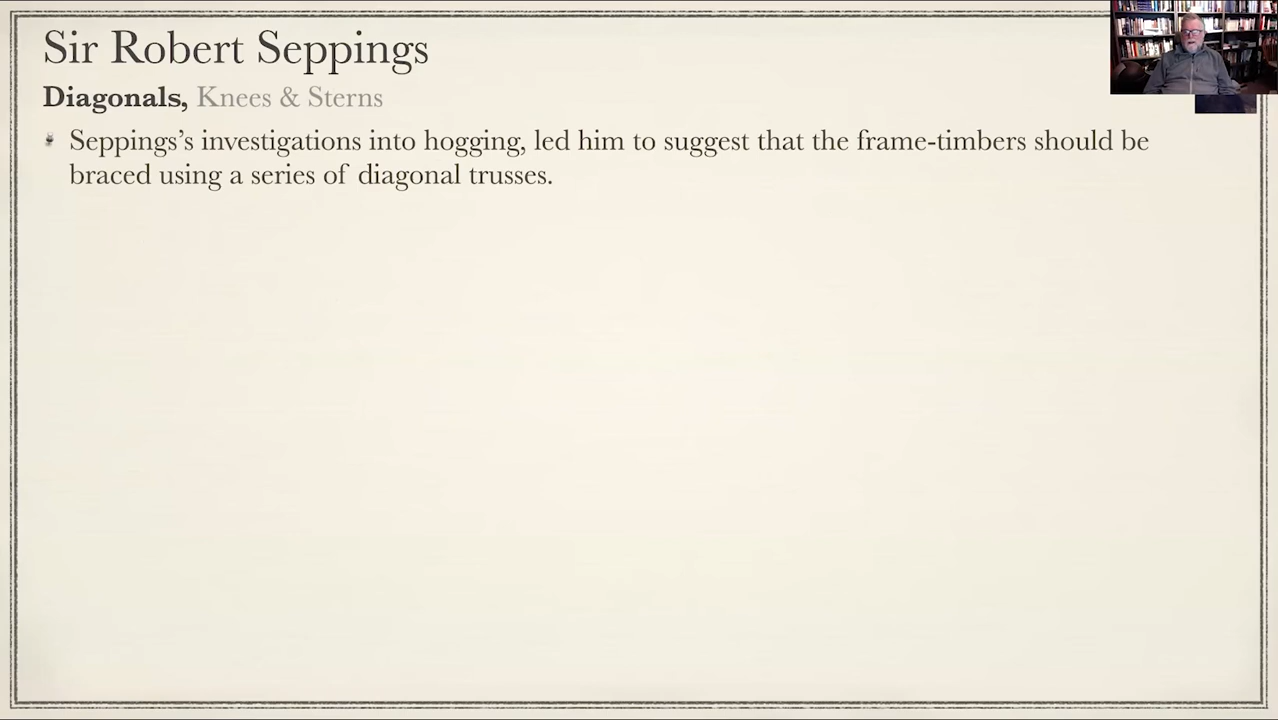 Sir Robert Seppings
Diagonals, Knees & Sterns
Seppings’s investigations into hogging, led him to suggest that the frame-timbers should be
braced using a series of diagonal trusses.